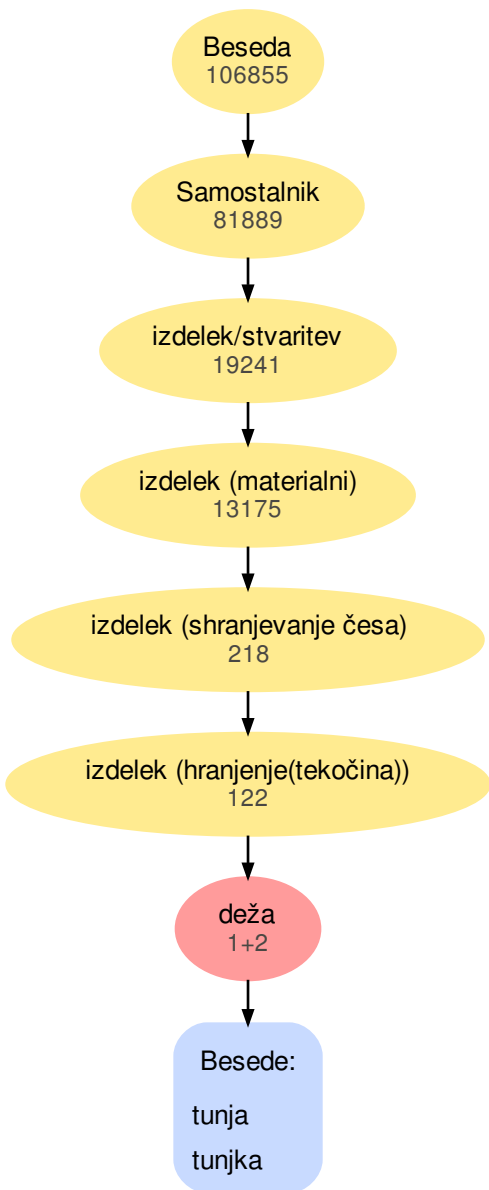 Beseda
106855
Samostalnik
81889
izdelek/stvaritev
19241
izdelek (materialni)
13175
izdelek (shranjevanje česa)
218
izdelek (hranjenje(tekočina))
122
deža
1+2
Besede:
tunja
tunjka